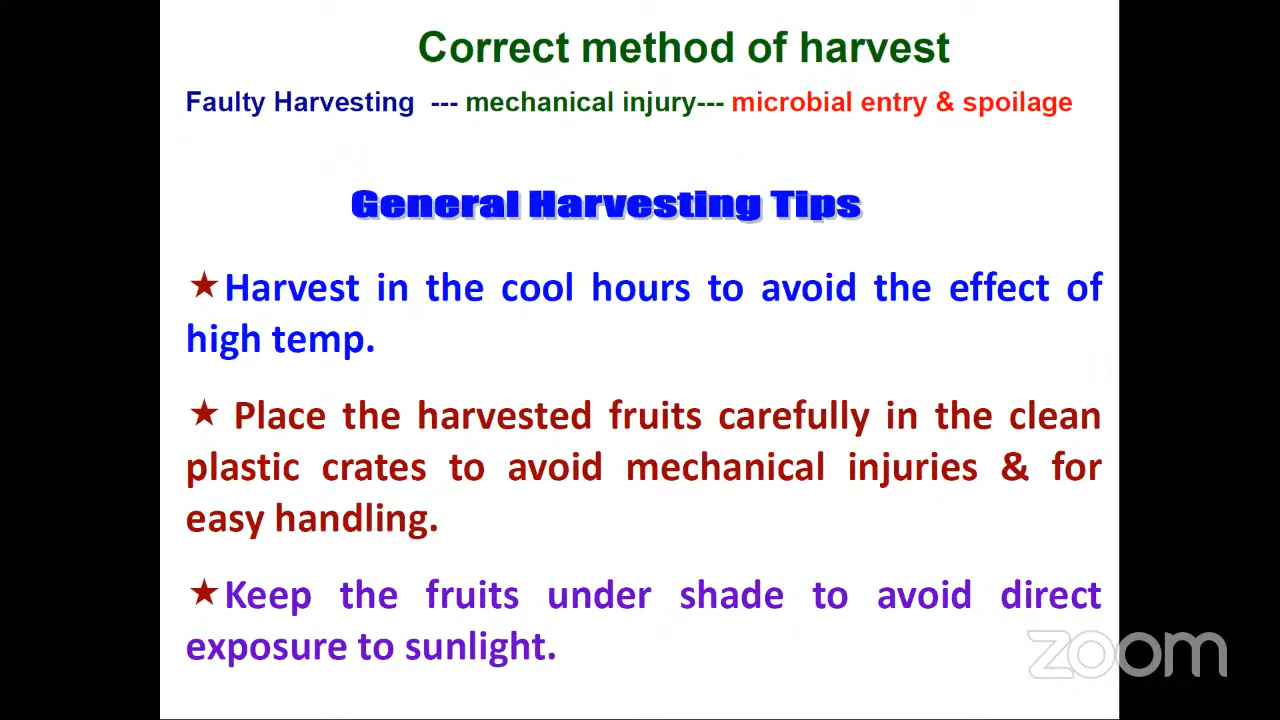 Correct method of harvest
Faulty Harvesting --- mechanical injury--- microbial entry & spoilage
General Harvesting Tips
★Harvest in the cool hours to avoid the effect of
high temp.
★ Place the harvested fruits carefully in the clean
plastic crates to avoid mechanical injuries & for
easy handling.
★Keep the fruits under shade to avoid direct
exposure to sunlight.
zoom